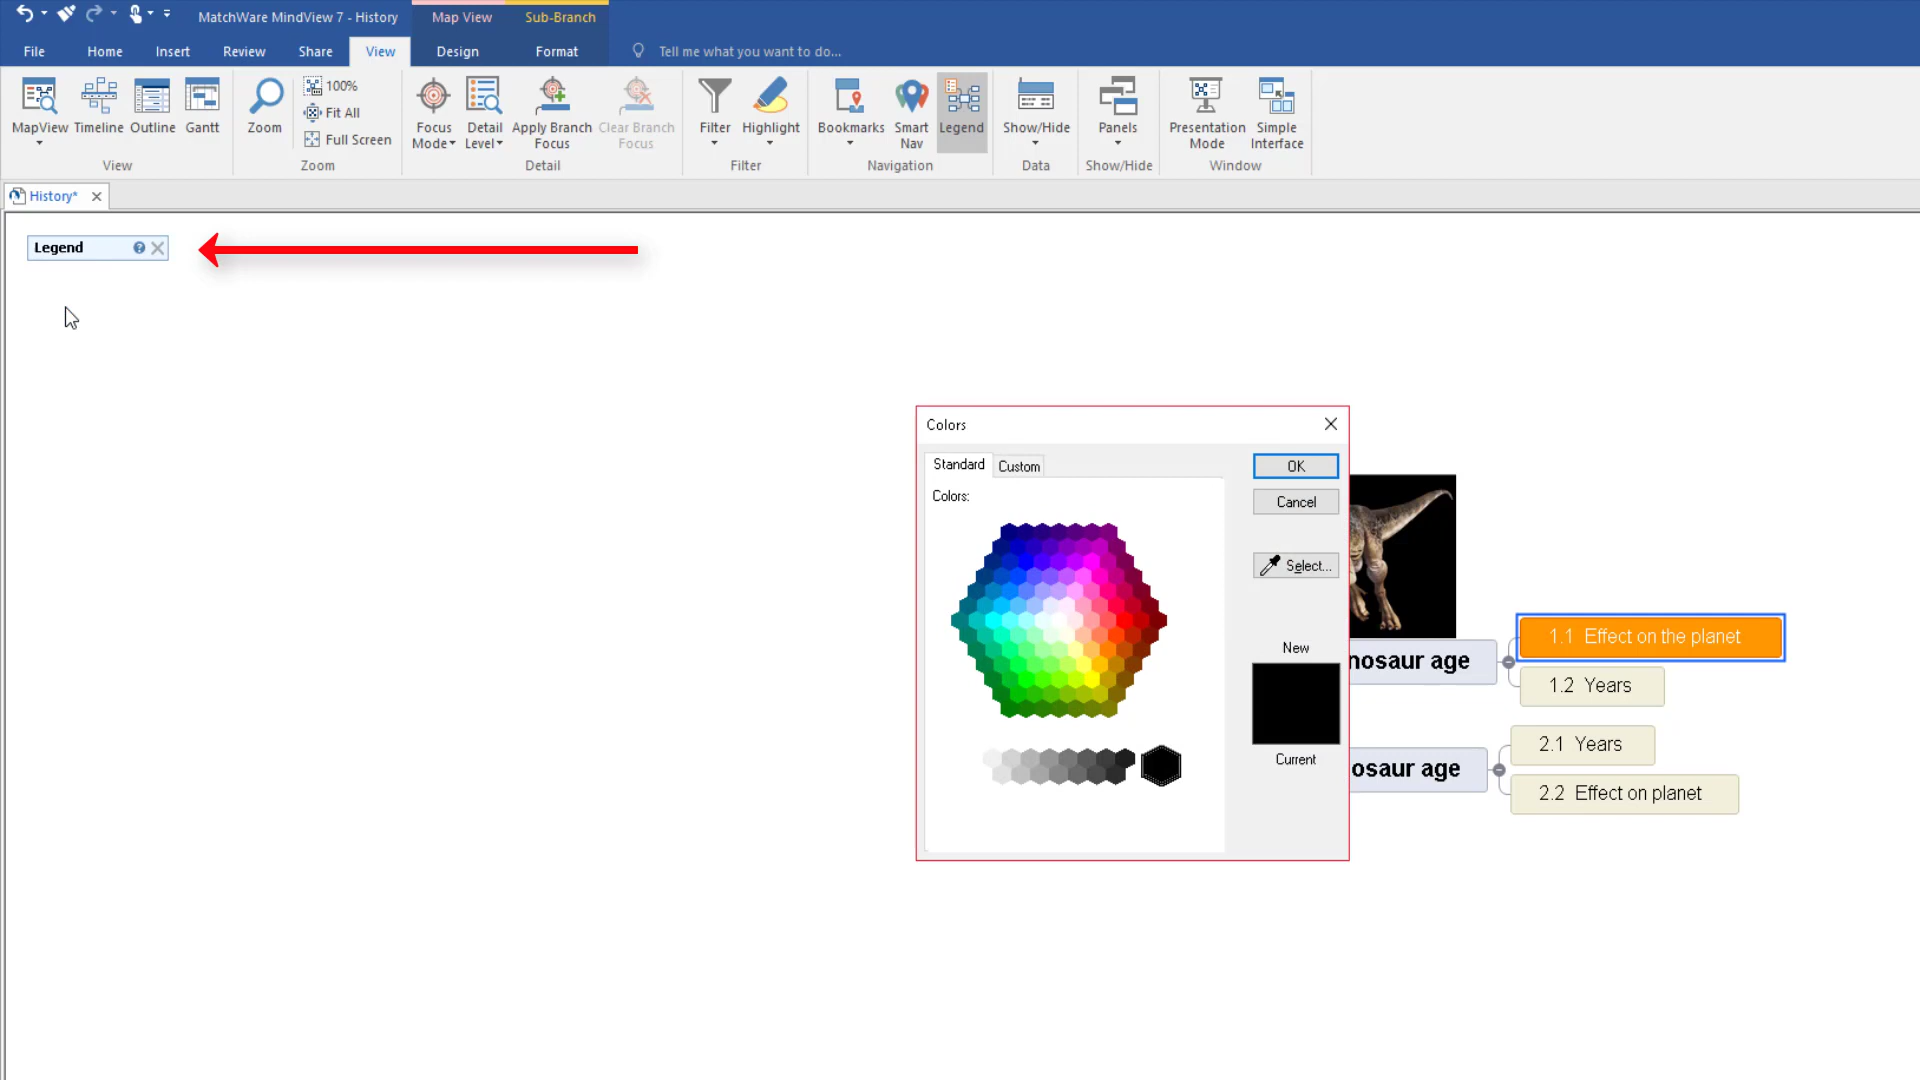 MatchWare MindView 7 - History
Map View
Sub-Branch
File
Home
Insert
Review
Share
View
Design
Format
Tell me what you want to do...
MapView
Timeline
Outline
Gantt
View
Zoom
100%
Fit All
Full Screen
Zoom
Focus
Mode
Detail
Level
Apply Branch
Focus
Clear Branch
Focus
Detail
Filter
Highlight
Filter
Bookmarks
Smart
Nav
Legend
Navigation
Show/Hide
Data
Panels
Show/Hide
Presentation
Mode
Simple
Interface
Window
History*
Legend
Colors
Standard
Custom
Colors:
OK
Cancel
Select...
New
Current
nosaur age
1.1 Effect on the planet
1.2 Years
osaur age
2.1 Years
2.2 Effect on planet